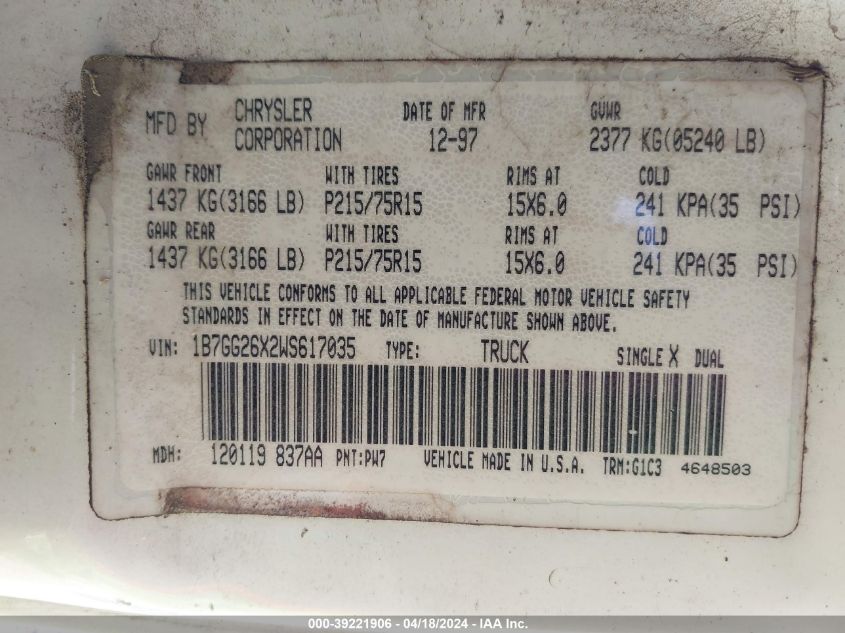 MFD BY CHRYSLER CORPORATION DATE OF MFR 12-97 GVWR 2377 KG(05240 LB)
GAWR FRONT WITH TIRES RIMS AT COLD
1437 KG(3166 LB) P215/75R15 15X6.0 241 KPA(35 PSI)
GAWR REAR WITH TIRES RIMS AT COLD
1437 KG(3166 LB) P215/75R15 15X6.0 241 KPA(35 PSI)
THIS VEHICLE CONFORMS TO ALL APPLICABLE FEDERAL MOTOR VEHICLE SAFETY
STANDARDS IN EFFECT ON THE DATE OF MANUFACTURE SHOWN ABOVE.
VIN: 1B7GG26X2WS617035 TYPE: TRUCK SINGLE X DUAL
MDH: 120119 837AA PNT:PW7 VEHICLE MADE IN U.S.A. TRM:G1C3 4648503
000-39221906 - 04/18/2024 - IAA Inc.